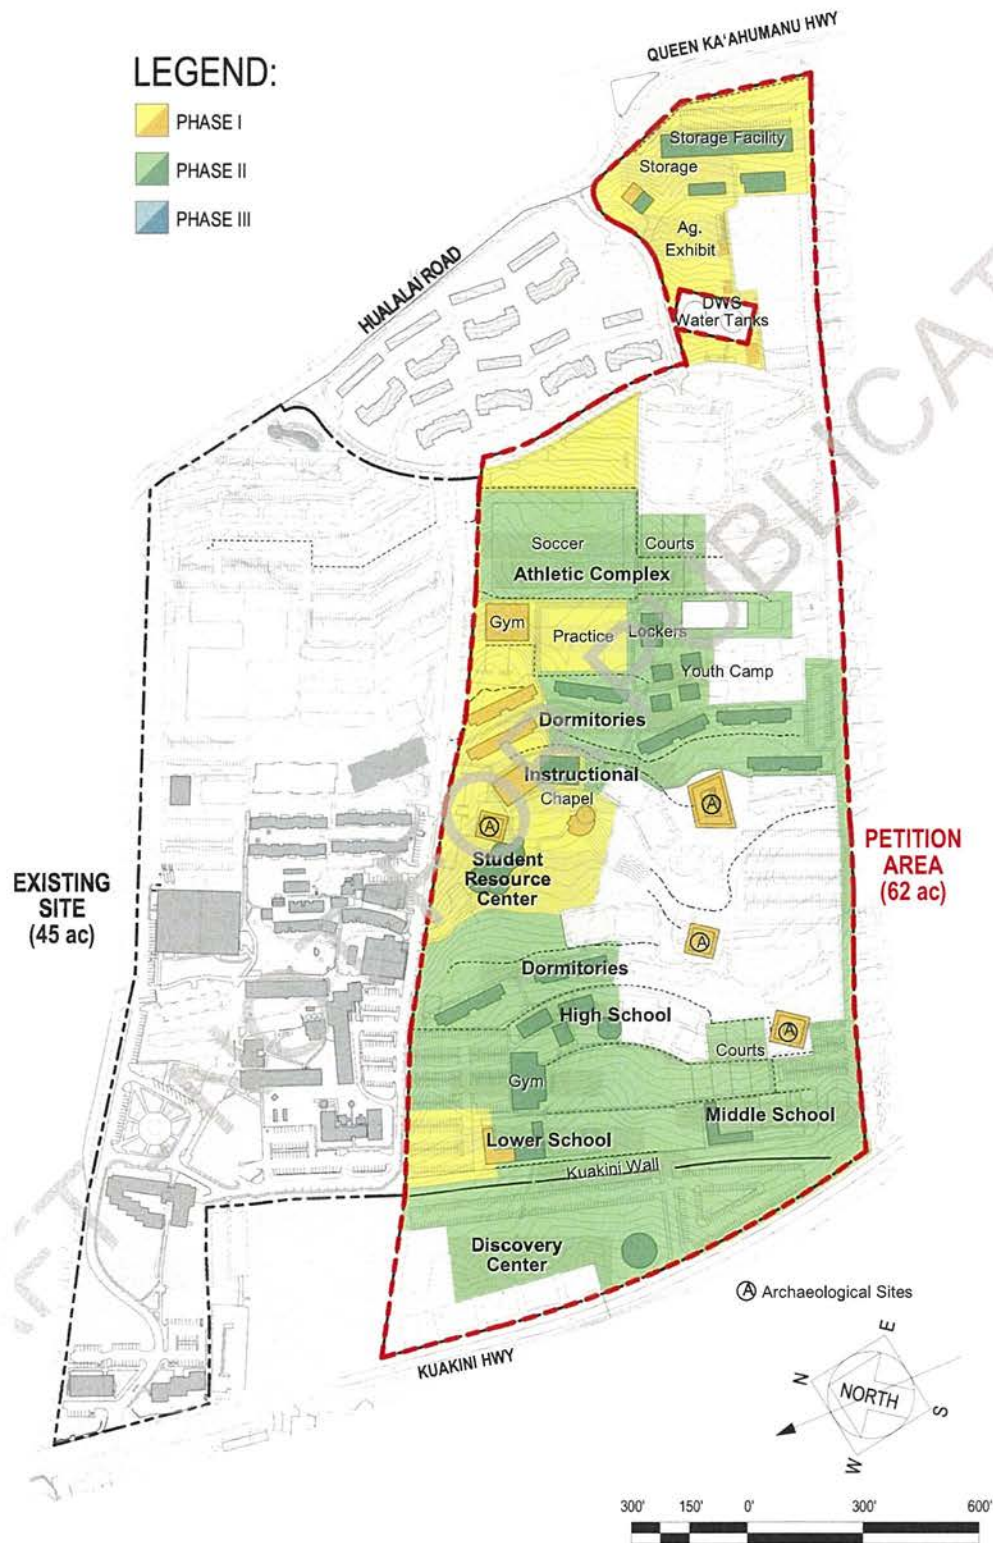 QUEEN KA'AHUMANU HWY
LEGEND:
PHASE I
PHASE II
PHASE III
Storage Facility
Storage
Ag.
Exhibit
DWS
Water Tanks
HUALALAI ROAD
Soccer
Courts
Athletic Complex
Gym
Practice
Lockers
Youth Camp
Dormitories
Instructional
Chapel
A
A
Student
Resource
Center
PETITION
AREA
(62 ac)
EXISTING
SITE
(45 ac)
A
Dormitories
High School
A
Courts
Gym
Middle School
Lower School
Kuakini Wall
Discovery
Center
A Archaeological Sites
KUAKINI HWY
E
N
NORTH
S
W
300' 150' 0' 300' 600'